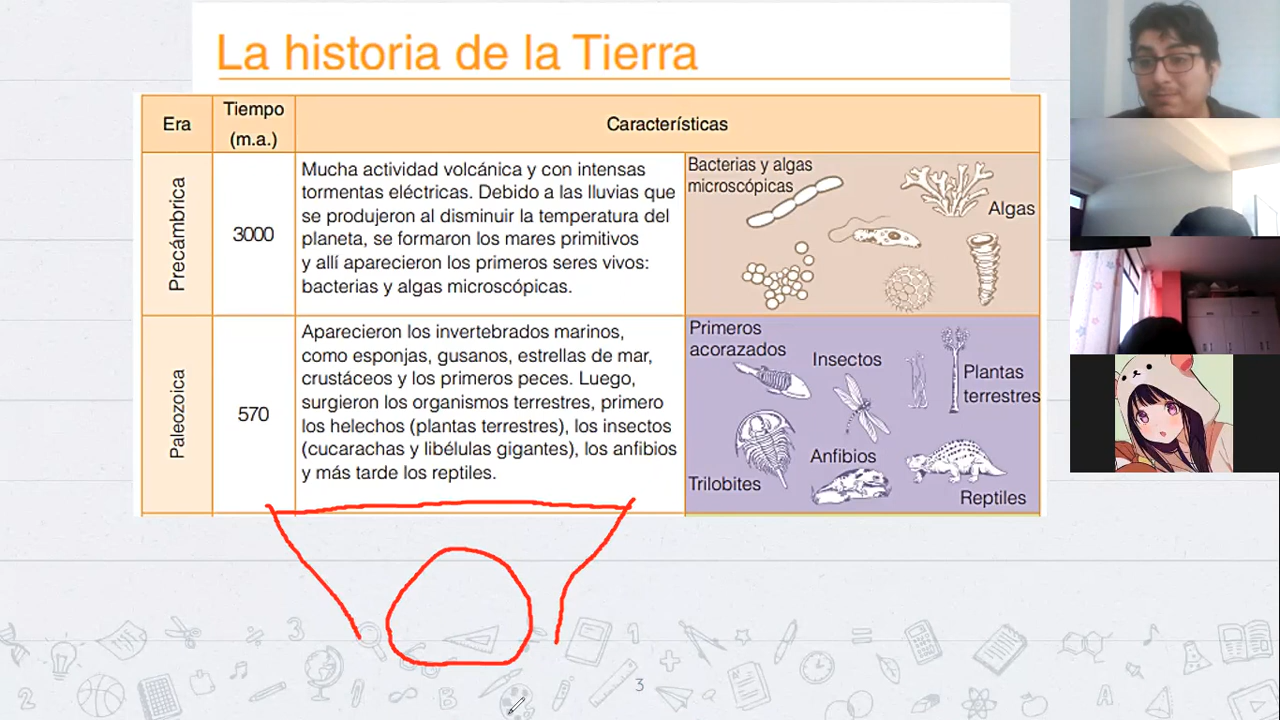 La historia de la Tierra
Era
Tiempo
(m.a.)
Características
Precámbrica
3000
Mucha actividad volcánica y con intensas
tormentas eléctricas. Debido a las lluvias que
se produjeron al disminuir la temperatura del
planeta, se formaron los mares primitivos
y allí aparecieron los primeros seres vivos:
bacterias y algas microscópicas.
Bacterias y algas
microscópicas
Algas
Paleozoica
570
Aparecieron los invertebrados marinos,
como esponjas, gusanos, estrellas de mar,
crustáceos y los primeros peces. Luego,
surgieron los organismos terrestres, primero
los helechos (plantas terrestres), los insectos
(cucarachas y libélulas gigantes), los anfibios
y más tarde los reptiles.
Primeros
acorazados
Insectos
Plantas
terrestres
Anfibios
Trilobites
Reptiles
3